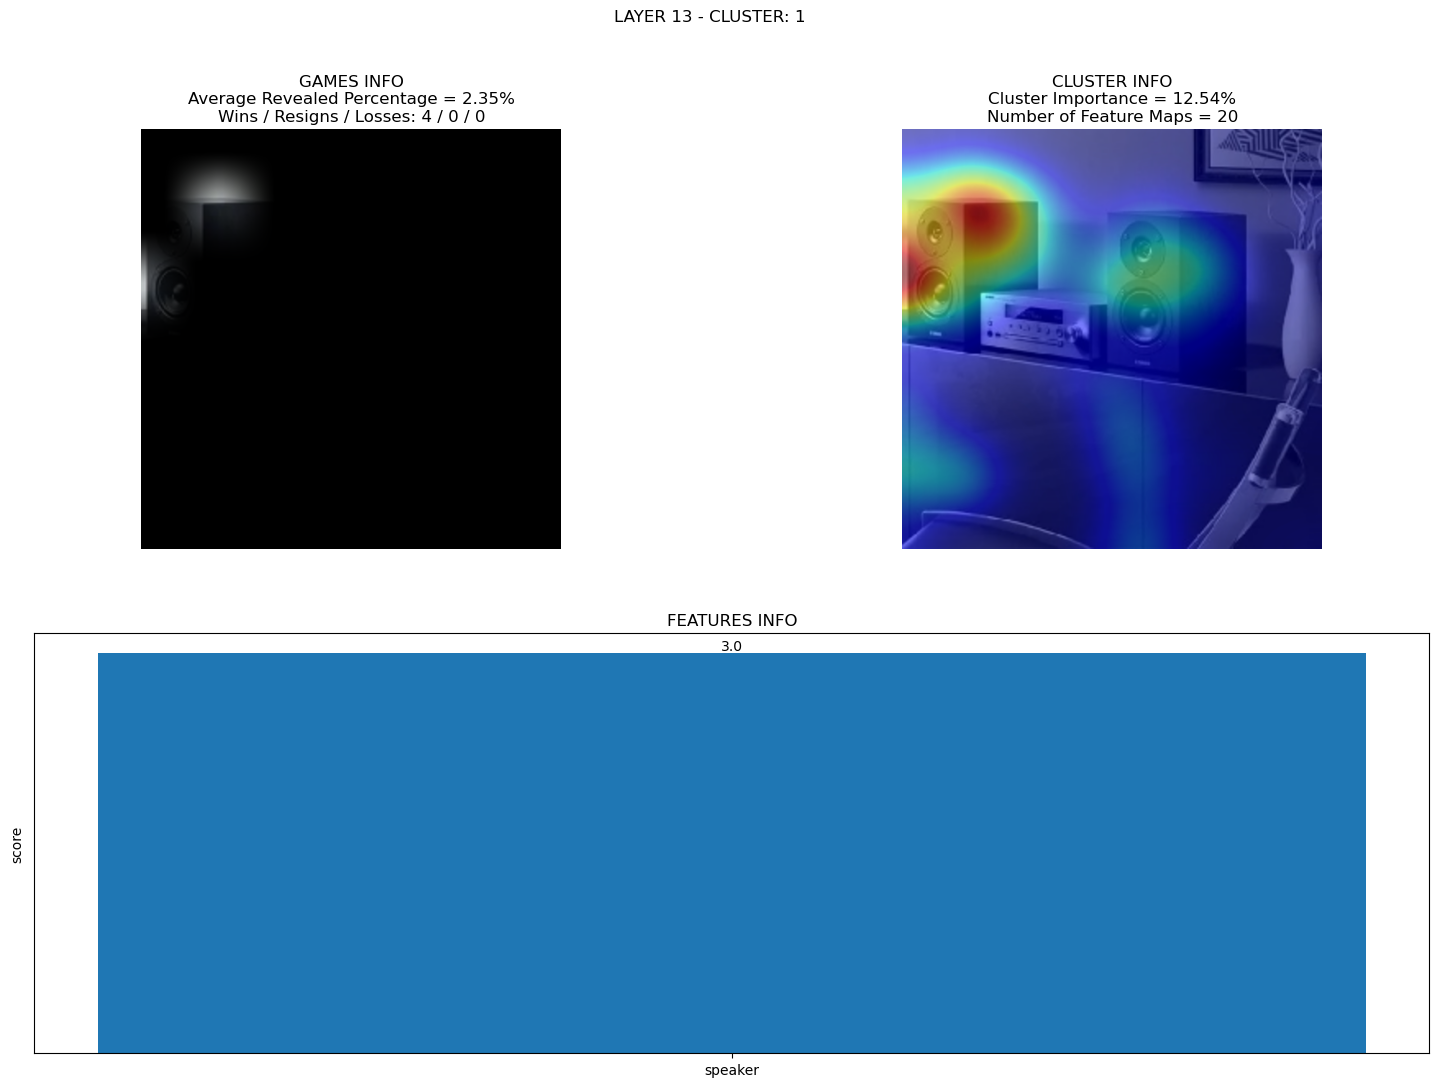 LAYER 13 - CLUSTER: 1
GAMES INFO
Average Revealed Percentage = 2.35%
Wins / Resigns / Losses: 4 / 0 / 0
CLUSTER INFO
Cluster Importance = 12.54%
Number of Feature Maps = 20
FEATURES INFO
3.0
score
speaker